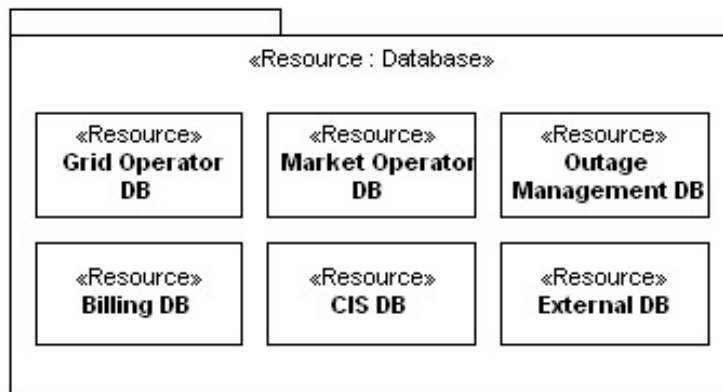 «Resource : Database»
«Resource»
Grid Operator
DB
«Resource»
Market Operator
DB
«Resource»
Outage
Management DB
«Resource»
Billing DB
«Resource»
CIS DB
«Resource»
External DB